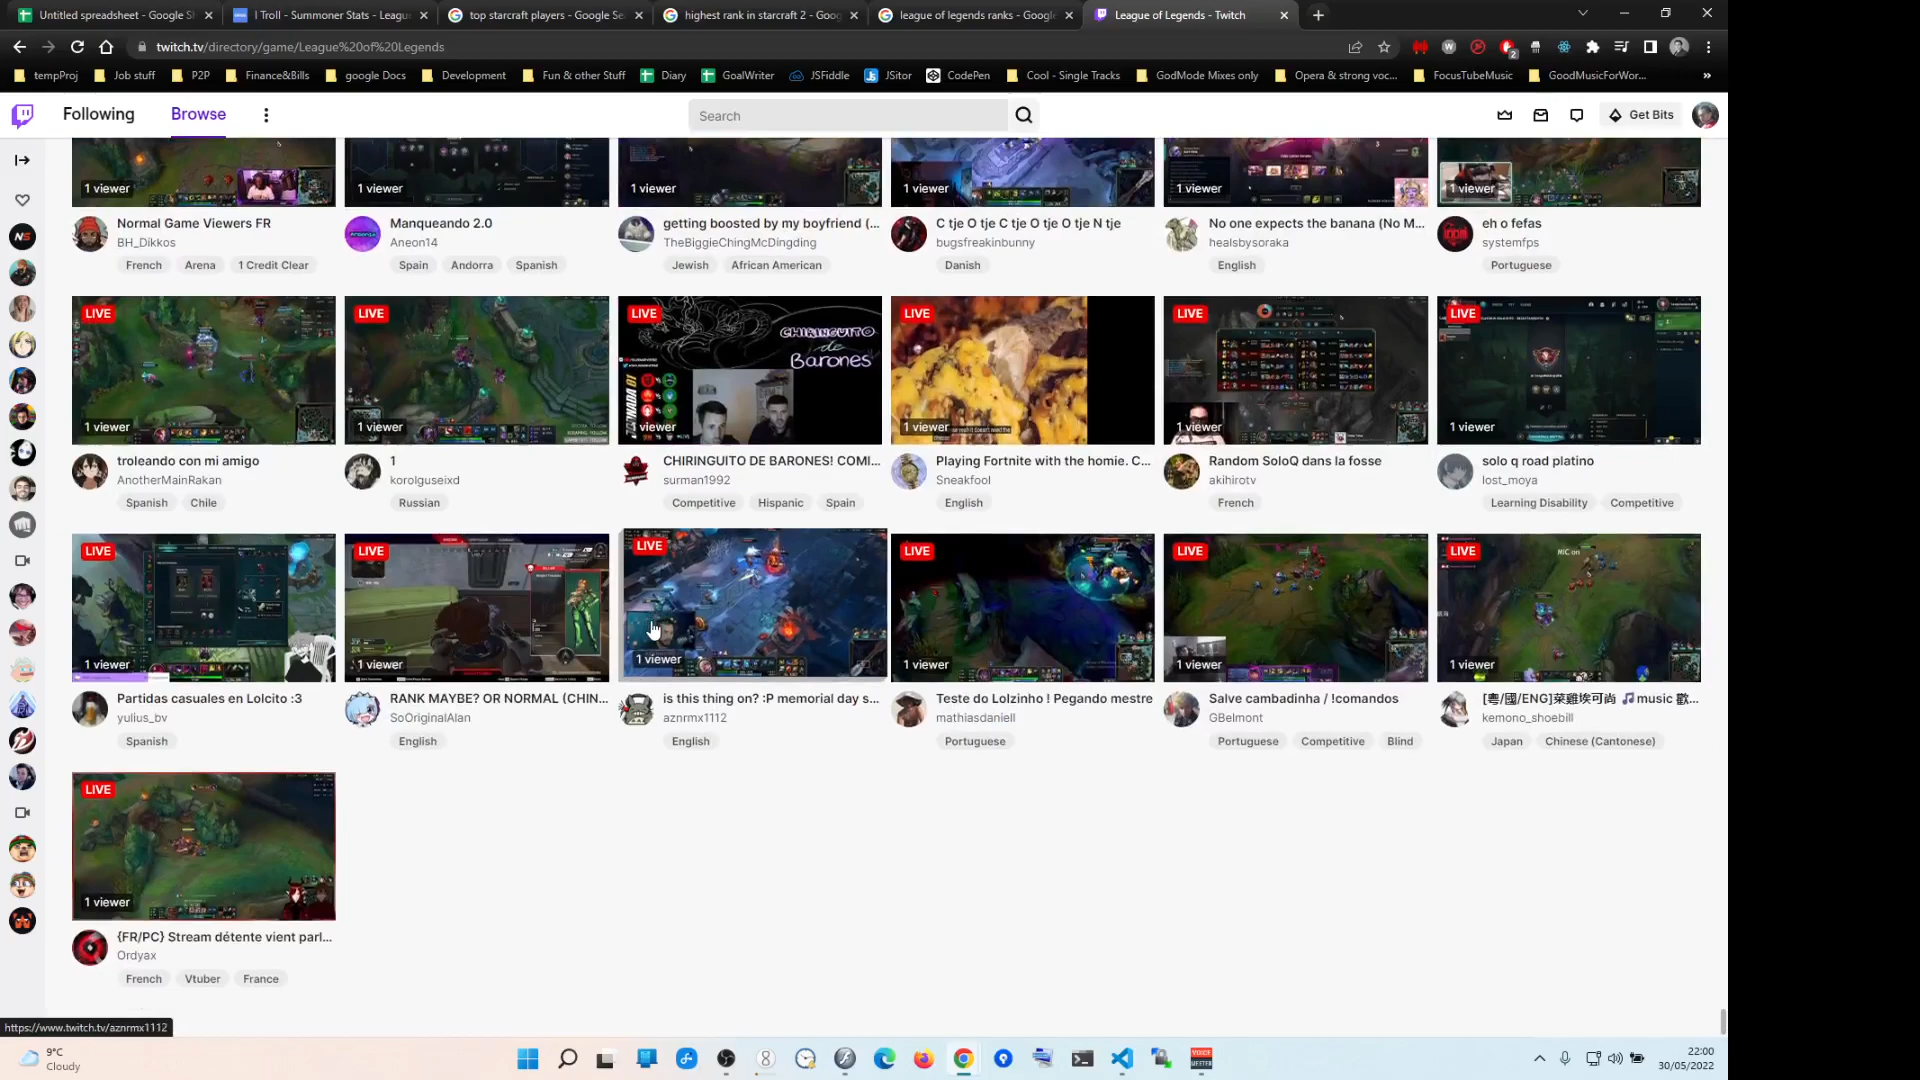 Untitled spreadsheet - Google Sh
I Troll - Summoner Stats - Leagu
top starcraft players - Google Se
highest rank in starcraft 2 - Goog
league of legends ranks - Google
League of Legends - Twitch
twitch.tv/directory/game/League%20of%20Legends
tempProj
Job stuff
P2P
Finance&Bills
google Docs
Development
Fun & other Stuff
Diary
GoalWriter
JSFiddle
JSitor
CodePen
Cool - Single Tracks
GodMode Mixes only
Opera & strong voc...
FocusTubeMusic
GoodMusicForWor...
Following
Browse
Search
Get Bits
1 viewer
1 viewer
1 viewer
1 viewer
1 viewer
1 viewer
Normal Game Viewers FR
BH_Dikkos
French Arena 1 Credit Clear
Manqueando 2.0
Aneon14
Spain Andorra Spanish
getting boosted by my boyfriend (...
TheBiggieChingMcDingding
Jewish African American
C tje O tje C tje O tje O tje N tje
bugsfreakinbunny
Danish
No one expects the banana (No M...
healsbysoraka
English
eh o fefas
systemfps
Portuguese
LIVE
1 viewer
LIVE
1 viewer
LIVE
CHIRINGUITO
de
Barones
viewer
LIVE
1 viewer
LIVE
1 viewer
LIVE
1 viewer
troleando con mi amigo
AnotherMainRakan
Spanish Chile
1
korolguseixd
Russian
CHIRINGUITO DE BARONES! COMI...
surman1992
Competitive Hispanic Spain
Playing Fortnite with the homie. C...
Sneakfool
English
Random SoloQ dans la fosse
akihirotv
French
solo q road platino
lost_moya
Learning Disability Competitive
LIVE
1 viewer
LIVE
1 viewer
LIVE
1 viewer
LIVE
1 viewer
LIVE
1 viewer
LIVE
MIC on
1 viewer
Partidas casuales en Lolcito :3
yulius_bv
Spanish
RANK MAYBE? OR NORMAL (CHIN...
SoOriginalAlan
English
is this thing on? :P memorial day s...
aznrmx1112
English
Teste do Lolzinho ! Pegando mestre
mathiasdaniell
Portuguese
Salve cambadinha / !comandos
GBelmont
Portuguese Competitive Blind
[粵/國/ENG]菜雞埃可尚 🎵music 歡...
kemono_shoebill
Japan Chinese (Cantonese)
LIVE
1 viewer
{FR/PC} Stream détente vient parl...
Ordyax
French Vtuber France
https://www.twitch.tv/aznrmx1112
9°C
Cloudy
22:00
30/05/2022